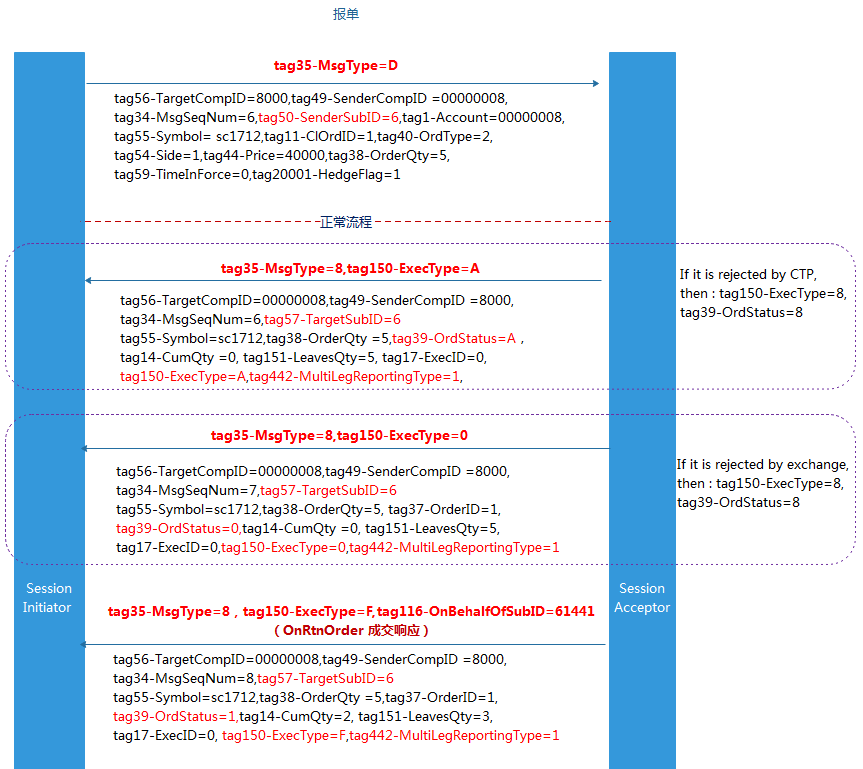 报单
tag35-MsgType=D
tag56-TargetCompID=8000,tag49-SenderCompID =00000008,
tag34-MsgSeqNum=6,tag50-SenderSubID=6,tag1-Account=00000008,
tag55-Symbol= sc1712,tag11-ClOrdID=1,tag40-OrdType=2,
tag54-Side=1,tag44-Price=40000,tag38-OrderQty=5,
tag59-TimeInForce=0,tag20001-HedgeFlag=1
正常流程
tag35-MsgType=8,tag150-ExecType=A
tag56-TargetCompID=00000008,tag49-SenderCompID =8000,
tag34-MsgSeqNum=6,tag57-TargetSubID=6
tag55-Symbol=sc1712,tag38-OrderQty =5,tag39-OrdStatus=A ,
tag14-CumQty =0, tag151-LeavesQty=5, tag17-ExecID=0,
tag150-ExecType=A,tag442-MultiLegReportingType=1,
If it is rejected by CTP,
then : tag150-ExecType=8,
tag39-OrdStatus=8
tag35-MsgType=8,tag150-ExecType=0
tag56-TargetCompID=00000008,tag49-SenderCompID =8000,
tag34-MsgSeqNum=7,tag57-TargetSubID=6
tag55-Symbol=sc1712,tag38-OrderQty=5, tag37-OrderID=1,
tag39-OrdStatus=0,tag14-CumQty =0, tag151-LeavesQty=5,
tag17-ExecID=0,tag150-ExecType=0,tag442-MultiLegReportingType=1
If it is rejected by exchange,
then : tag150-ExecType=8,
tag39-OrdStatus=8
Session
Initiator
Session
Acceptor
tag35-MsgType=8 , tag150-ExecType=F,tag116-OnBehalfOfSubID=61441
（OnRtnOrder 成交响应）
tag56-TargetCompID=00000008,tag49-SenderCompID =8000,
tag34-MsgSeqNum=8,tag57-TargetSubID=6
tag55-Symbol=sc1712,tag38-OrderQty =5,tag37-OrderID=1,
tag39-OrdStatus=1,tag14-CumQty=2, tag151-LeavesQty=3,
tag17-ExecID=0, tag150-ExecType=F,tag442-MultiLegReportingType=1